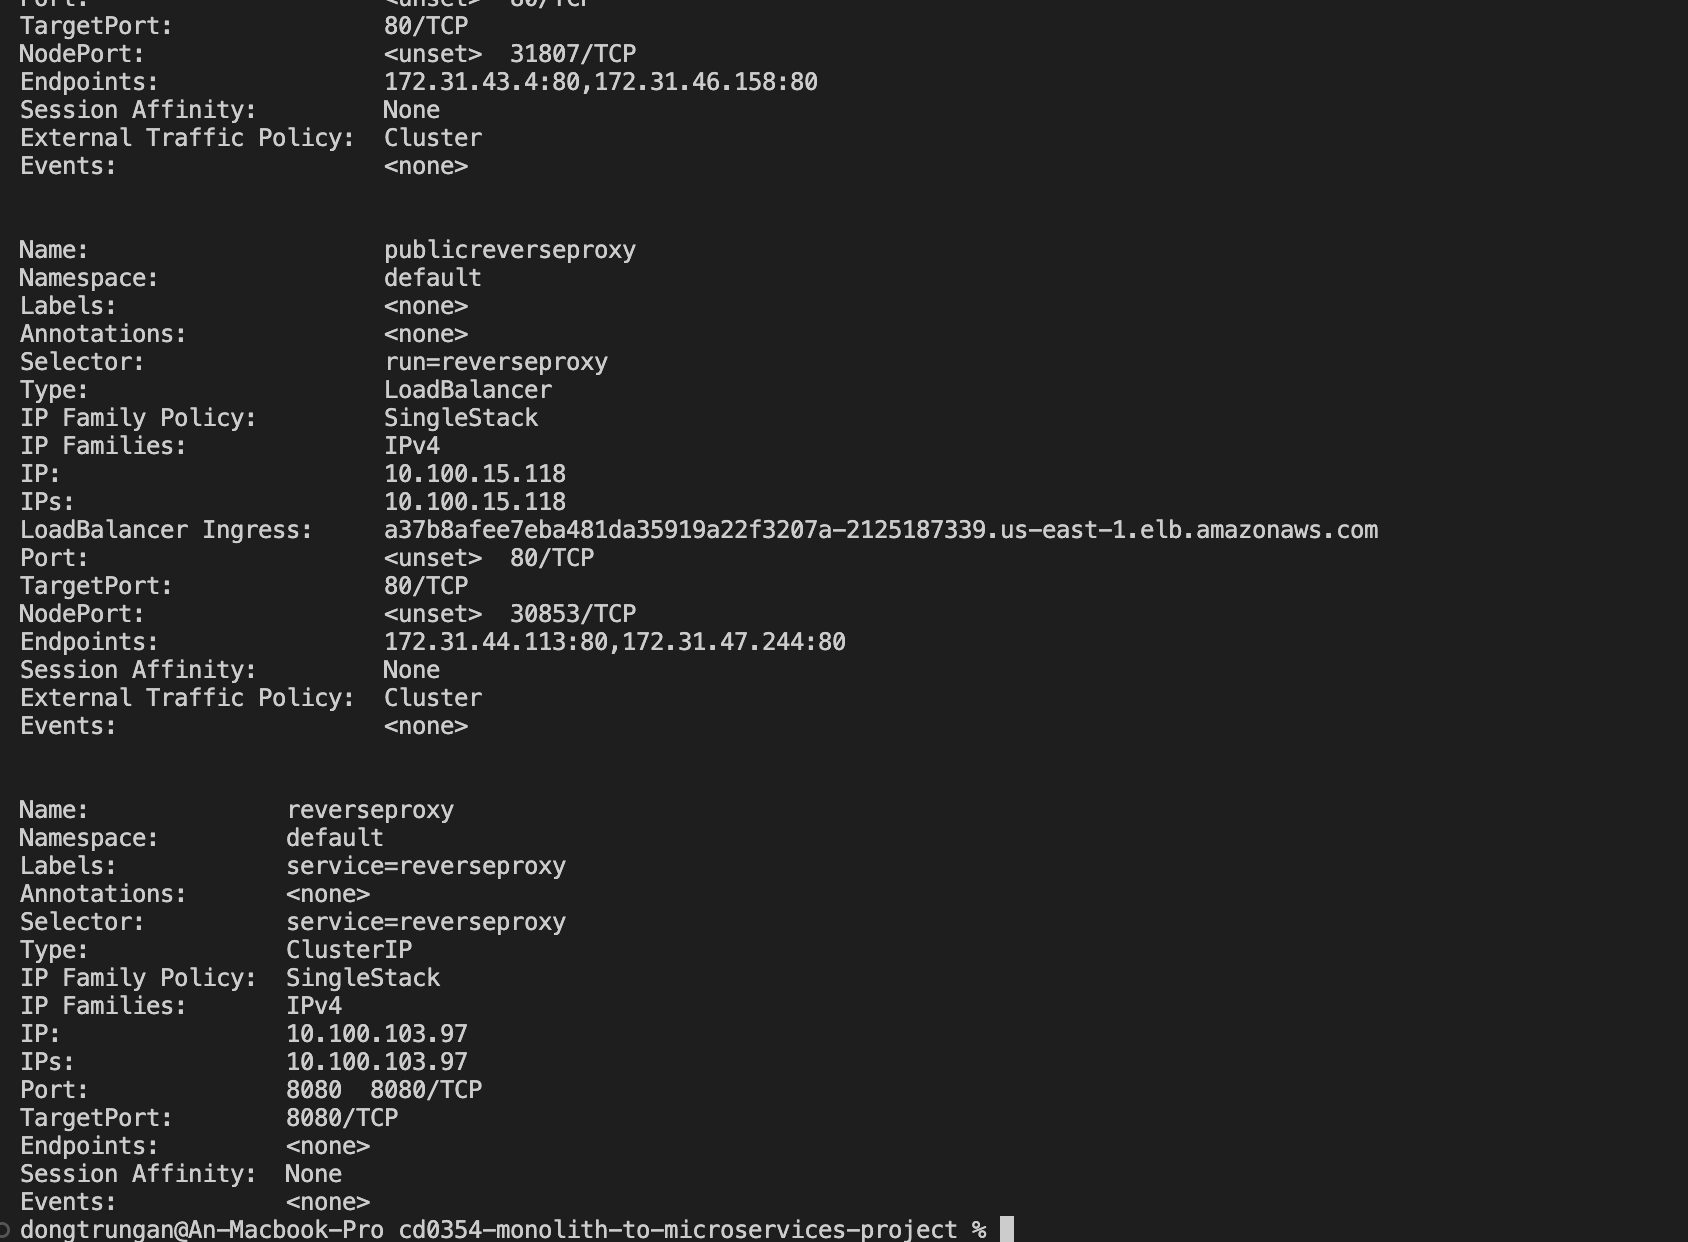 Port: <unset> 80/TCP
TargetPort: 80/TCP
NodePort: <unset> 31807/TCP
Endpoints: 172.31.43.4:80,172.31.46.158:80
Session Affinity: None
External Traffic Policy: Cluster
Events: <none>
Name: publicreverseproxy
Namespace: default
Labels: <none>
Annotations: <none>
Selector: run=reverseproxy
Type: LoadBalancer
IP Family Policy: SingleStack
IP Families: IPv4
IP: 10.100.15.118
IPs: 10.100.15.118
LoadBalancer Ingress: a37b8afee7eba481da35919a22f3207a-2125187339.us-east-1.elb.amazonaws.com
Port: <unset> 80/TCP
TargetPort: 80/TCP
NodePort: <unset> 30853/TCP
Endpoints: 172.31.44.113:80,172.31.47.244:80
Session Affinity: None
External Traffic Policy: Cluster
Events: <none>
Name: reverseproxy
Namespace: default
Labels: service=reverseproxy
Annotations: <none>
Selector: service=reverseproxy
Type: ClusterIP
IP Family Policy: SingleStack
IP Families: IPv4
IP: 10.100.103.97
IPs: 10.100.103.97
Port: 8080 8080/TCP
TargetPort: 8080/TCP
Endpoints: <none>
Session Affinity: None
Events: <none>
dongtrungan@An-Macbook-Pro cd0354-monolith-to-microservices-project %